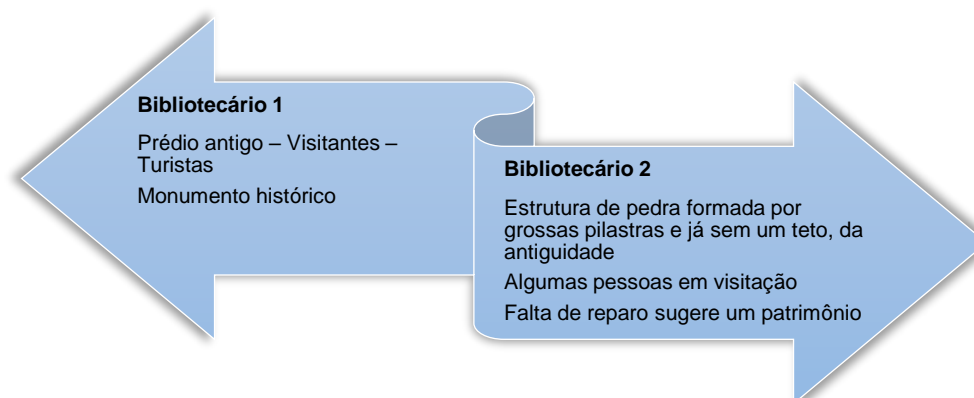 Bibliotecário 1
Prédio antigo – Visitantes –
Turistas
Monumento histórico
Bibliotecário 2
Estrutura de pedra formada por
grossas pilastras e já sem um teto, da
antiguidade
Algumas pessoas em visitação
Falta de reparo sugere um patrimônio